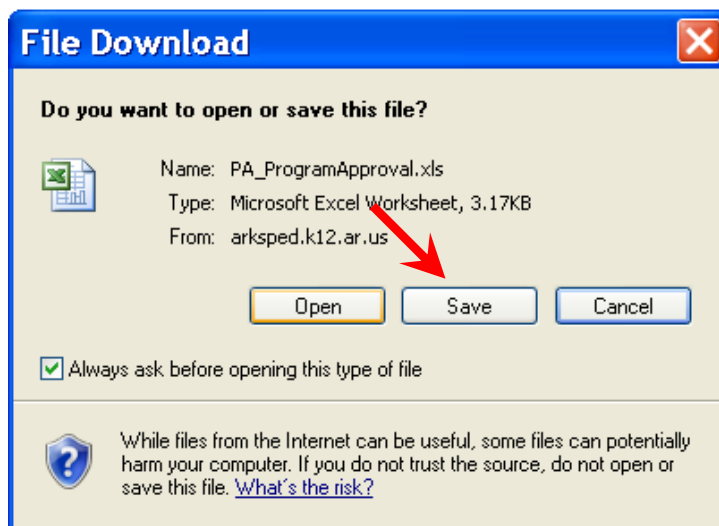 File Download
Do you want to open or save this file?
Name: PA_ProgramApproval.xls
Type: Microsoft Excel Worksheet, 3.17KB
From: arksped.k12.ar.us
Open Save Cancel
Always ask before opening this type of file
While files from the Internet can be useful, some files can potentially
harm your computer. If you do not trust the source, do not open or
save this file. What's the risk?